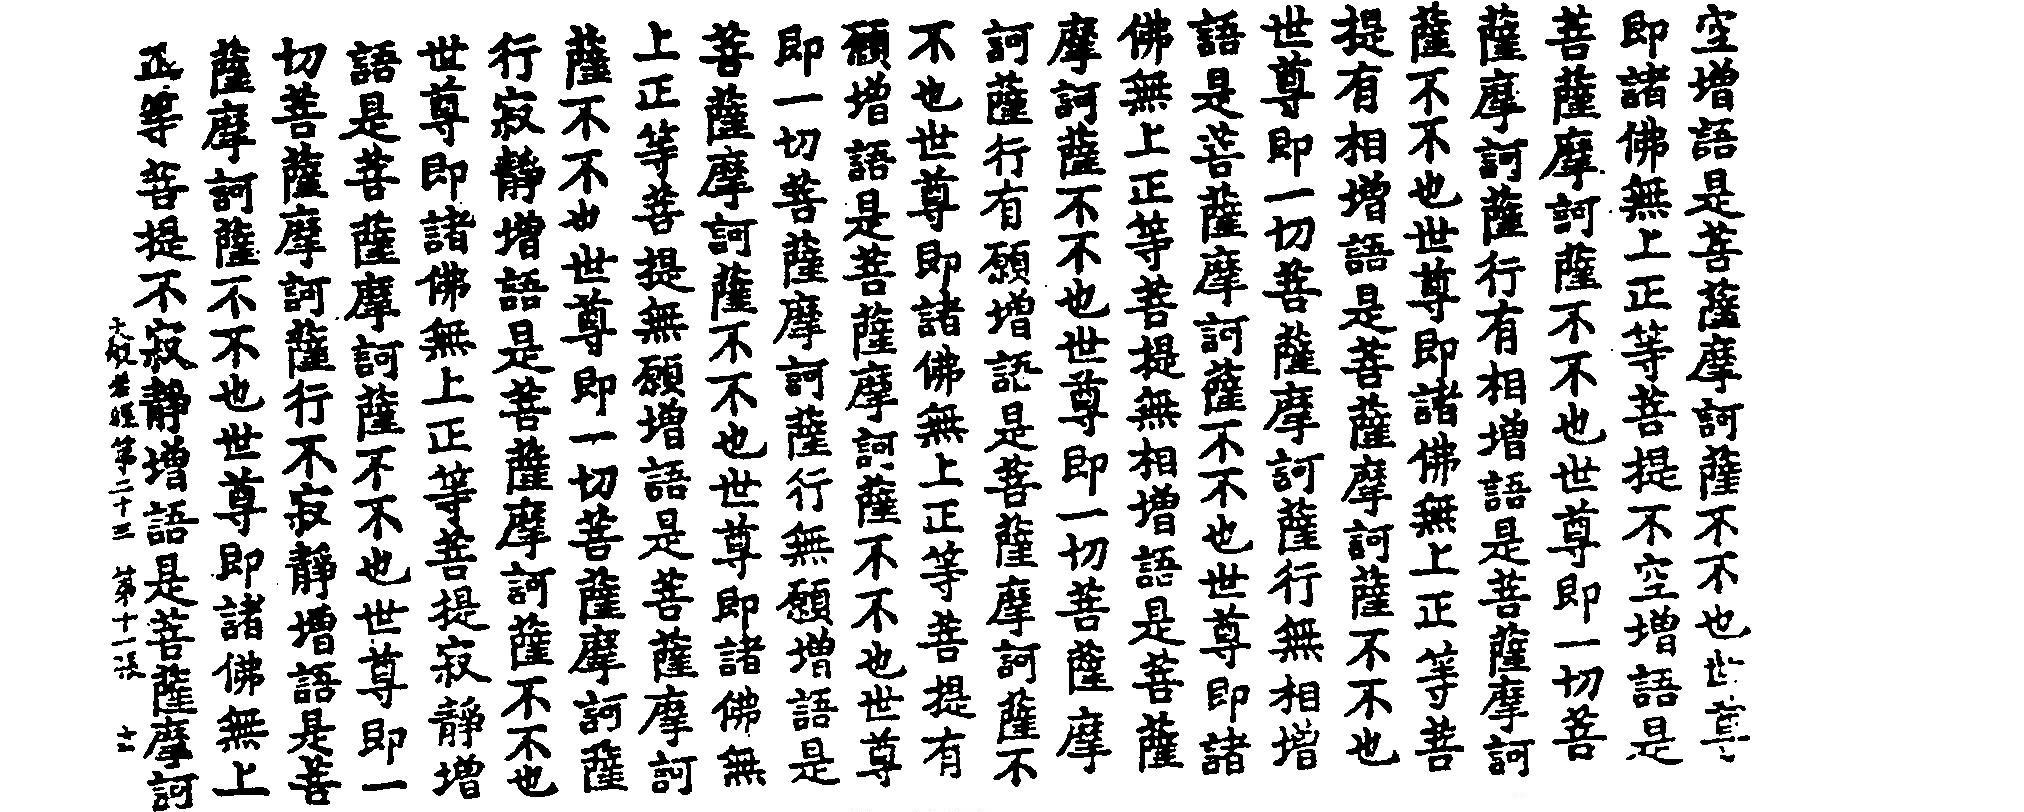 空增語是菩薩摩訶薩不不也世尊
即諸佛無上正等菩提不空增語是
菩薩摩訶薩不不也世尊即一切菩
薩摩訶薩行有相增語是菩薩摩訶
薩不不也世尊即諸佛無上正等菩
提有相增語是菩薩摩訶薩不不也
世尊即一切菩薩摩訶薩行無相增
語是菩薩摩訶薩不不也世尊即諸
佛無上正等菩提無相增語是菩薩
摩訶薩不不也世尊即一切菩薩摩
訶薩行有願增語是菩薩摩訶薩不
不也世尊即諸佛無上正等菩提有
願增語是菩薩摩訶薩不不也世尊
即一切菩薩摩訶薩行無願增語是
菩薩摩訶薩不不也世尊即諸佛無
上正等菩提無願增語是菩薩摩訶
薩不不也世尊即一切菩薩摩訶薩
行寂靜增語是菩薩摩訶薩不不也
世尊即諸佛無上正等菩提寂靜增
語是菩薩摩訶薩不不也世尊即一
切菩薩摩訶薩行不寂靜增語是菩
薩摩訶薩不不也世尊即諸佛無上
正等菩提不寂靜增語是菩薩摩訶
大般若經第二十三 第十一張